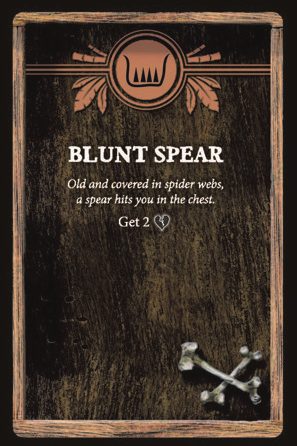 BLUNT SPEAR
Old and covered in spider webs,
a spear hits you in the chest.
Get 2